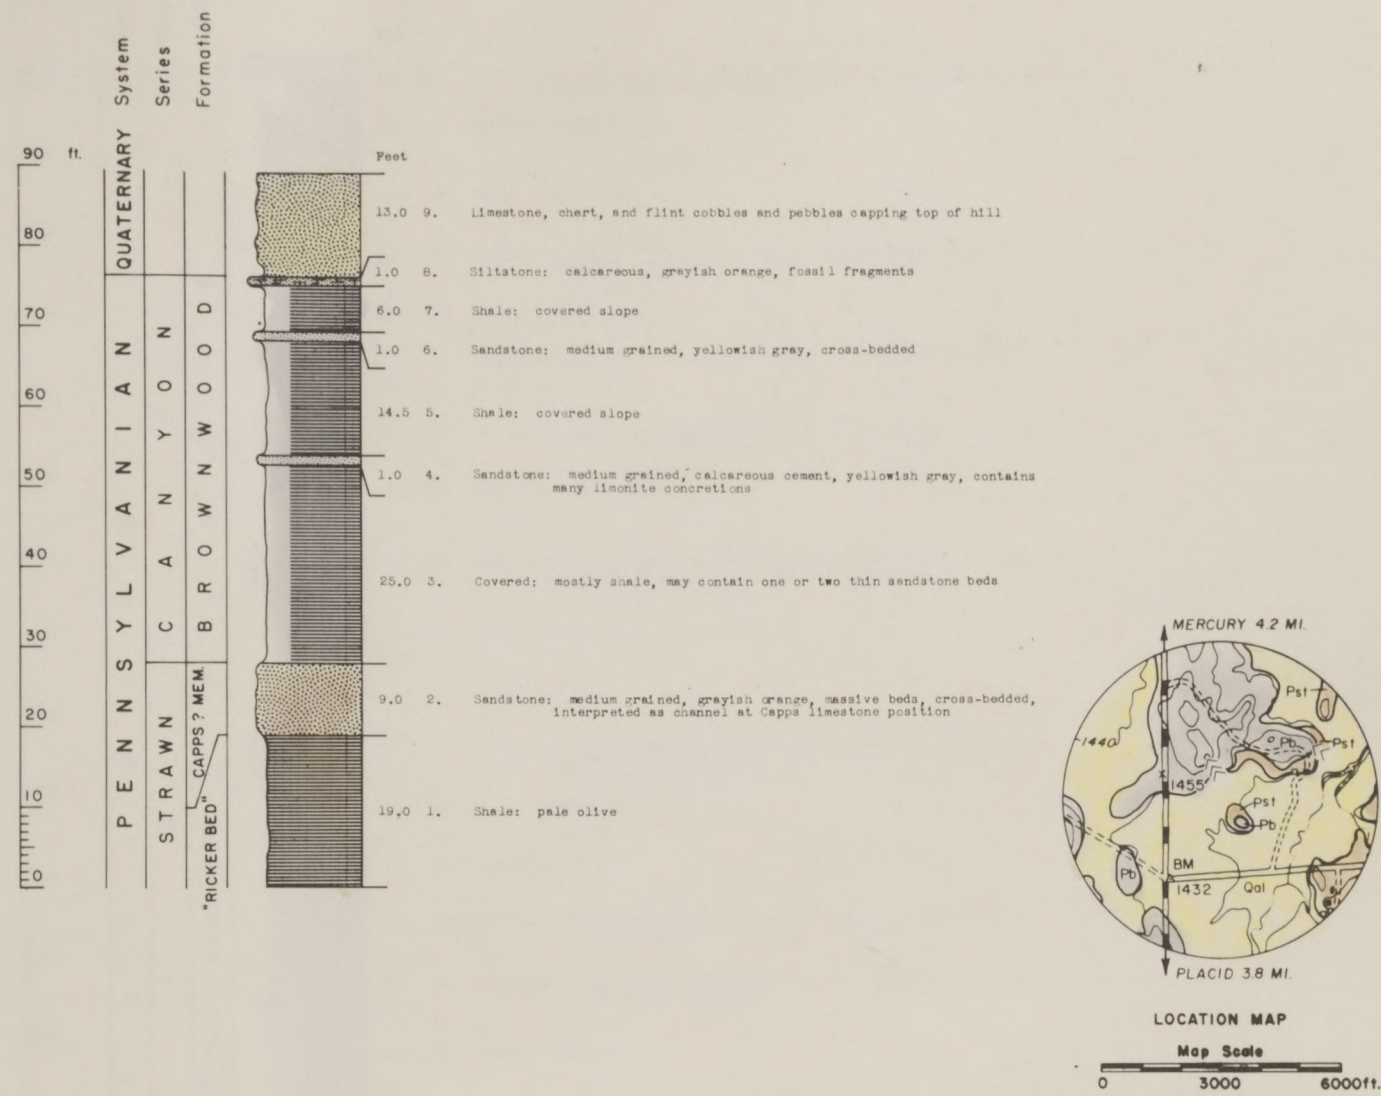 System
Series
Formation
90 ft.
80
70
60
50
40
30
20
10
0
QUATERNARY
PENNSYLVANIAN
CANYON
STRAWN
BROWNWOOD
CAPPS? MEM.
"RICKER BED"
Feet
13.0 9. Limestone, chert, and flint cobbles and pebbles capping top of hill
1.0 8. Siltstone: calcareous, grayish orange, fossil fragments
6.0 7. Shale: covered slope
1.0 6. Sandstone: medium grained, yellowish gray, cross-bedded
14.5 5. Shale: covered slope
1.0 4. Sandstone: medium grained, calcareous cement, yellowish gray, contains
many limonite concretions
25.0 3. Covered: mostly shale, may contain one or two thin sandstone beds
9.0 2. Sandstone: medium grained, grayish orange, massive beds, cross-bedded,
interpreted as channel at Capps limestone position
19.0 1. Shale: pale olive
MERCURY 4.2 MI.
Pst
1440
Pb
Pst
x
1455
Pst
Pb
BM
Pb
1432
Qal
PLACID 3.8 MI.
LOCATION MAP
Map Scale
0 3000 6000ft.